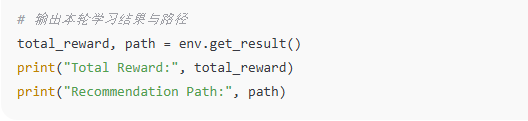 # 输出本轮学习结果与路径
total_reward, path = env.get_result()
print("Total Reward:", total_reward)
print("Recommendation Path:", path)